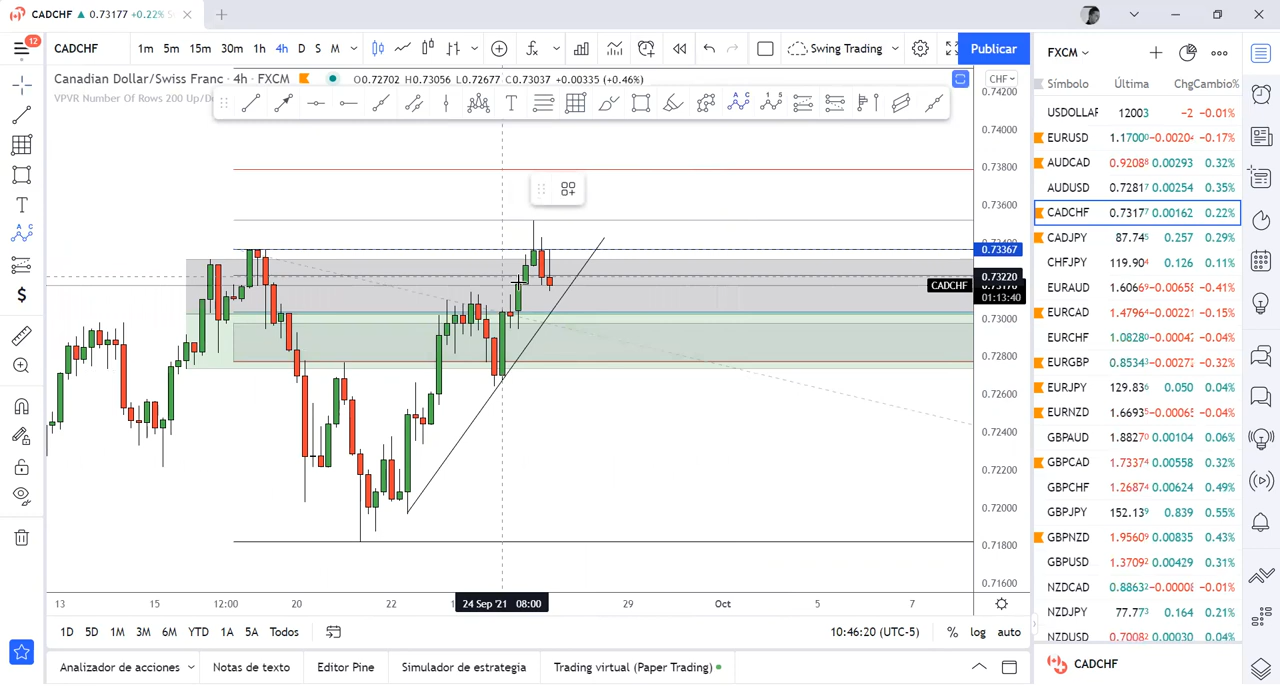 CADCHF ▲ 0.73177 +0.22%
12
CADCHF
1m 5m 15m 30m 1h 4h D S M
Swing Trading
Publicar
Canadian Dollar/Swiss Franc · 4h · FXCM
O0.72702 H0.73056 L0.72677 C0.73037 +0.00335 (+0.46%)
VPVR Number Of Rows 200
CHF
0.74200
0.74000
0.73800
0.73600
0.73367
0.73220
CADCHF
01:13:40
0.73000
0.72800
0.72600
0.72400
0.72200
0.72000
0.71800
0.71600
13 15 12:00 20 22 24 Sep '21 08:00 29 Oct 5 7
1D 5D 1M 3M 6M YTD 1A 5A Todos
10:46:20 (UTC-5)
% log auto
Analizador de acciones Notas de texto Editor Pine Simulador de estrategia Trading virtual (Paper Trading)
FXCM
Símbolo Última Chg Cambio%
USDOLLAR 12003 −2 −0.01%
EURUSD 1.17000 −0.00204 −0.17%
AUDCAD 0.92088 0.00293 0.32%
AUDUSD 0.72817 0.00254 0.35%
CADCHF 0.73177 0.00162 0.22%
CADJPY 87.745 0.257 0.29%
CHFJPY 119.904 0.126 0.11%
EURAUD 1.60669 −0.00658 −0.41%
EURCAD 1.47964 −0.00221 −0.15%
EURCHF 1.08280 −0.00042 −0.04%
EURGBP 0.85343 −0.00272 −0.32%
EURJPY 129.836 0.050 0.04%
EURNZD 1.66935 −0.00065 −0.04%
GBPAUD 1.88270 0.00104 0.06%
GBPCAD 1.73374 0.00558 0.32%
GBPCHF 1.26874 0.00624 0.49%
GBPJPY 152.139 0.839 0.55%
GBPNZD 1.95609 0.00835 0.43%
GBPUSD 1.37092 0.00429 0.31%
NZDCAD 0.88632 −0.00008 −0.01%
NZDJPY 77.773 0.164 0.21%
NZDUSD 0.70082 0.00030 0.04%
CADCHF